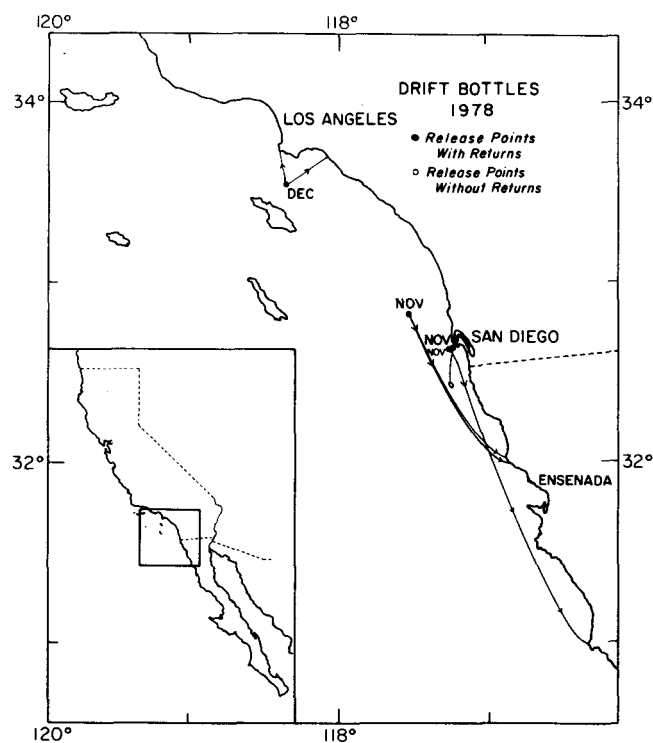 120°
118°
34°
34°
DRIFT BOTTLES
1978
LOS ANGELES
Release Points
With Returns
Release Points
Without Returns
DEC
NOV
NOV
NOV
SAN DIEGO
32°
32°
ENSENADA
120°
118°